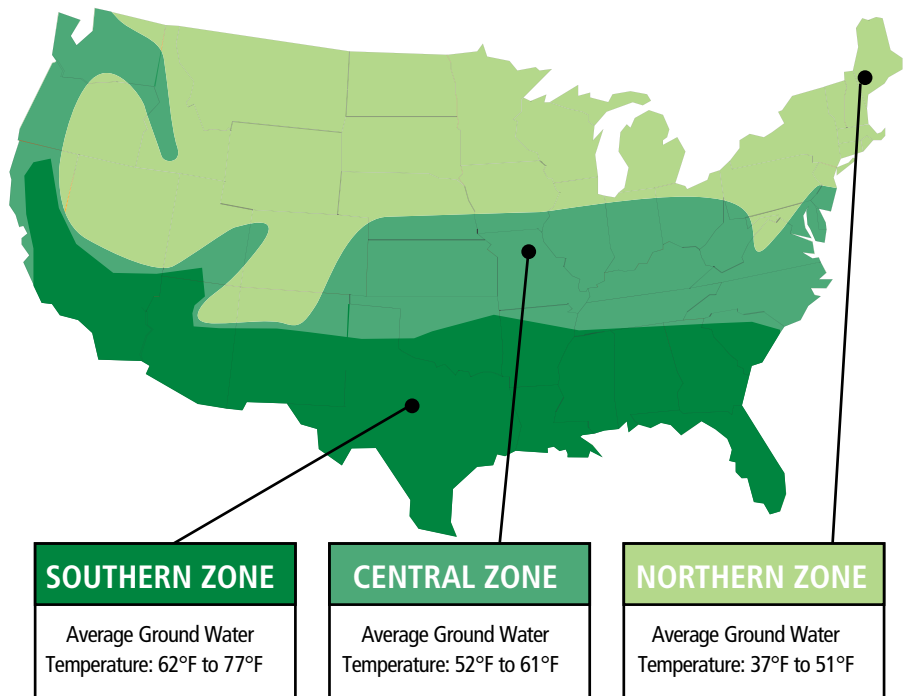 SOUTHERN ZONE
Average Ground Water
Temperature: 62°F to 77°F
CENTRAL ZONE
Average Ground Water
Temperature: 52°F to 61°F
NORTHERN ZONE
Average Ground Water
Temperature: 37°F to 51°F